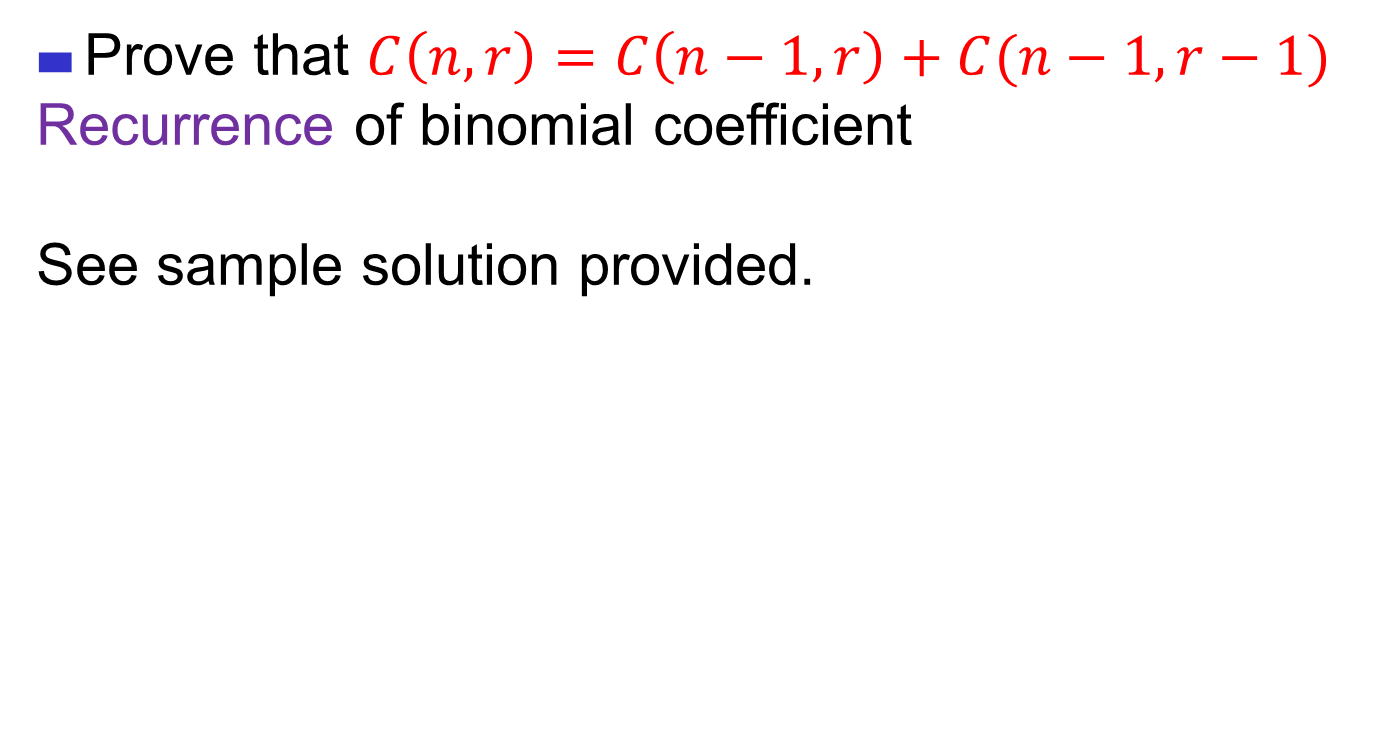 Prove that C(n, r) = C(n − 1, r) + C(n − 1, r − 1)
Recurrence of binomial coefficient
See sample solution provided.